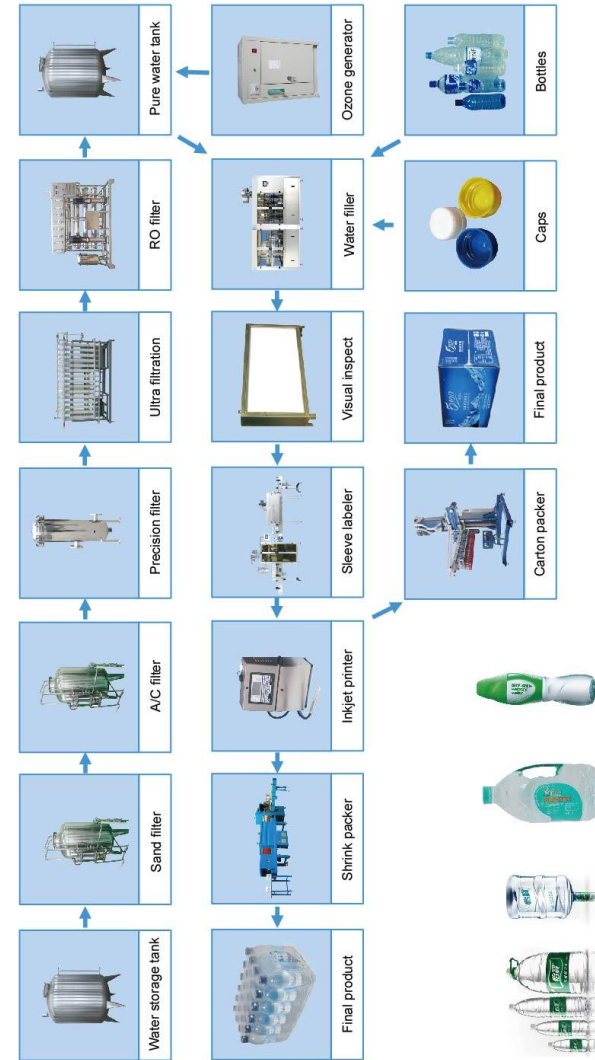 Water storage tank
Sand filter
A/C filter
Precision filter
Ultra filtration
RO filter
Pure water tank
Final product
Shrink packer
Inkjet printer
Sleeve labeler
Visual inspect
Water filler
Ozone generator
Carton packer
Final product
Caps
Bottles